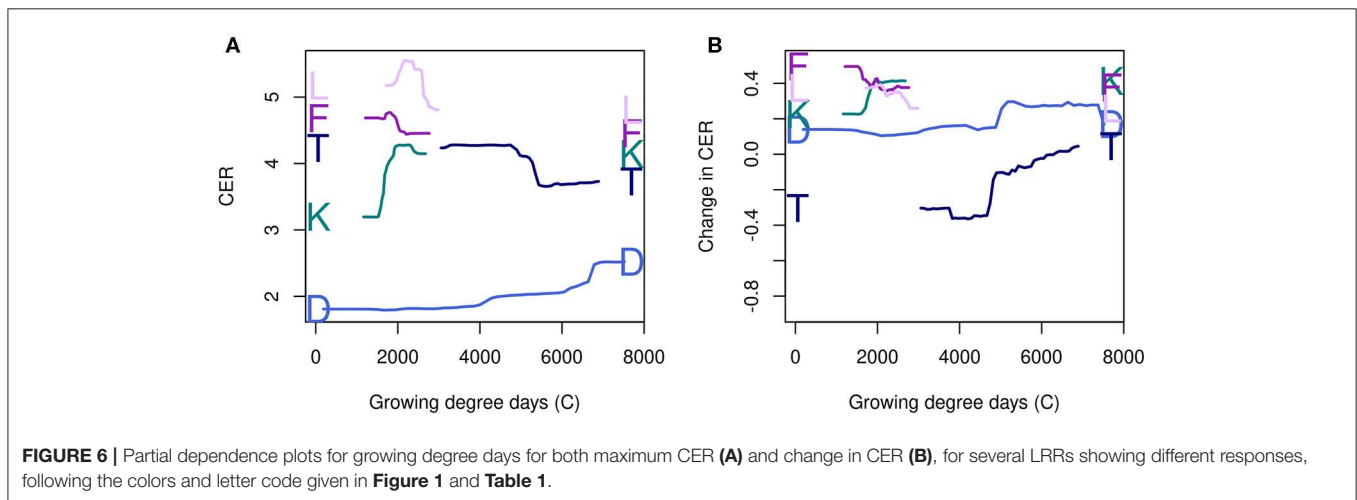 A
B
CER
5
4
3
2
L
F
T
K
D
L
F
K
T
D
0 2000 4000 6000 8000
Growing degree days (C)
Change in CER
0.4
0.0
-0.4
-0.8
F
L
K
D
T
K
F
L
D
T
0 2000 4000 6000 8000
Growing degree days (C)
FIGURE 6 | Partial dependence plots for growing degree days for both maximum CER (A) and change in CER (B), for several LRRs showing different responses,
following the colors and letter code given in Figure 1 and Table 1.